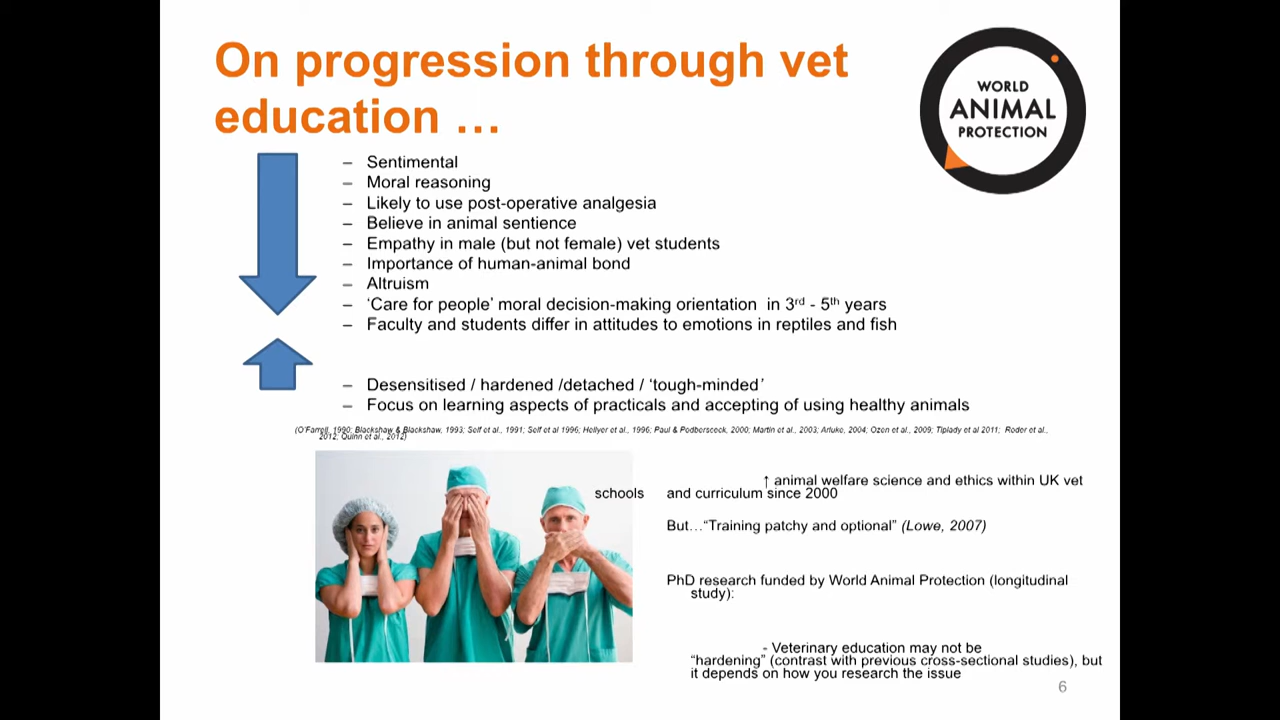 On progression through vet
education …
WORLD
ANIMAL
PROTECTION
– Sentimental
– Moral reasoning
– Likely to use post-operative analgesia
– Believe in animal sentience
– Empathy in male (but not female) vet students
– Importance of human-animal bond
– Altruism
– ‘Care for people’ moral decision-making orientation in 3rd - 5th years
– Faculty and students differ in attitudes to emotions in reptiles and fish
– Desensitised / hardened /detached / ‘tough-minded’
– Focus on learning aspects of practicals and accepting of using healthy animals
(O'Farrell, 1990; Blackshaw & Blackshaw, 1993; Self et al., 1991; Self et al 1996; Hellyer et al., 1996; Paul & Podbersceck, 2000; Martin et al., 2003; Arluke, 2004; Ozen et al., 2009; Tiplady et al 2011; Roder et al.,
2012; Quinn et al., 2012)
↑ animal welfare science and ethics within UK vet
schools and curriculum since 2000
But…“Training patchy and optional” (Lowe, 2007)
PhD research funded by World Animal Protection (longitudinal
study):
- Veterinary education may not be
“hardening” (contrast with previous cross-sectional studies), but
it depends on how you research the issue
6